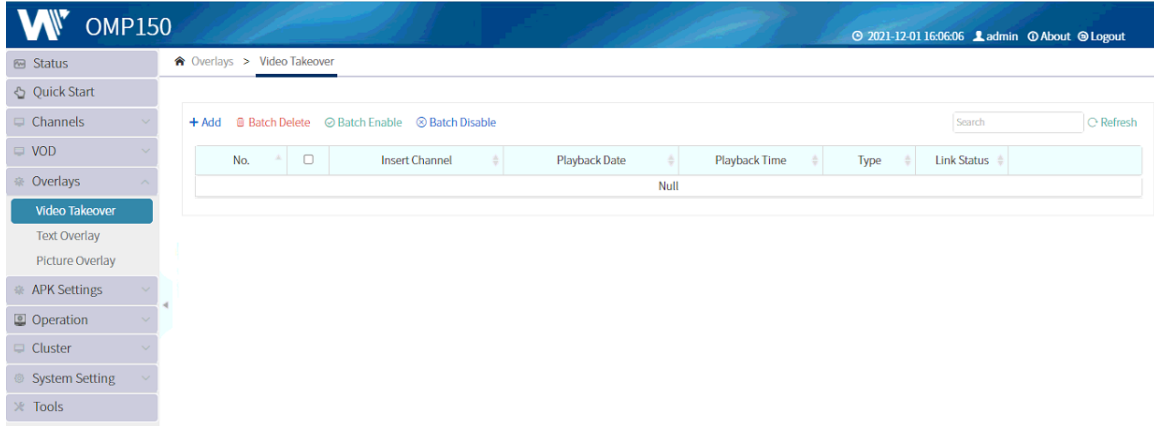 OMP150
2021-12-01 16:06:06 admin About Logout
Status
Quick Start
Channels
VOD
Overlays
Video Takeover
Text Overlay
Picture Overlay
APK Settings
Operation
Cluster
System Setting
Tools
Overlays > Video Takeover
+ Add Batch Delete Batch Enable Batch Disable Search Refresh
No. Insert Channel Playback Date Playback Time Type Link Status
Null